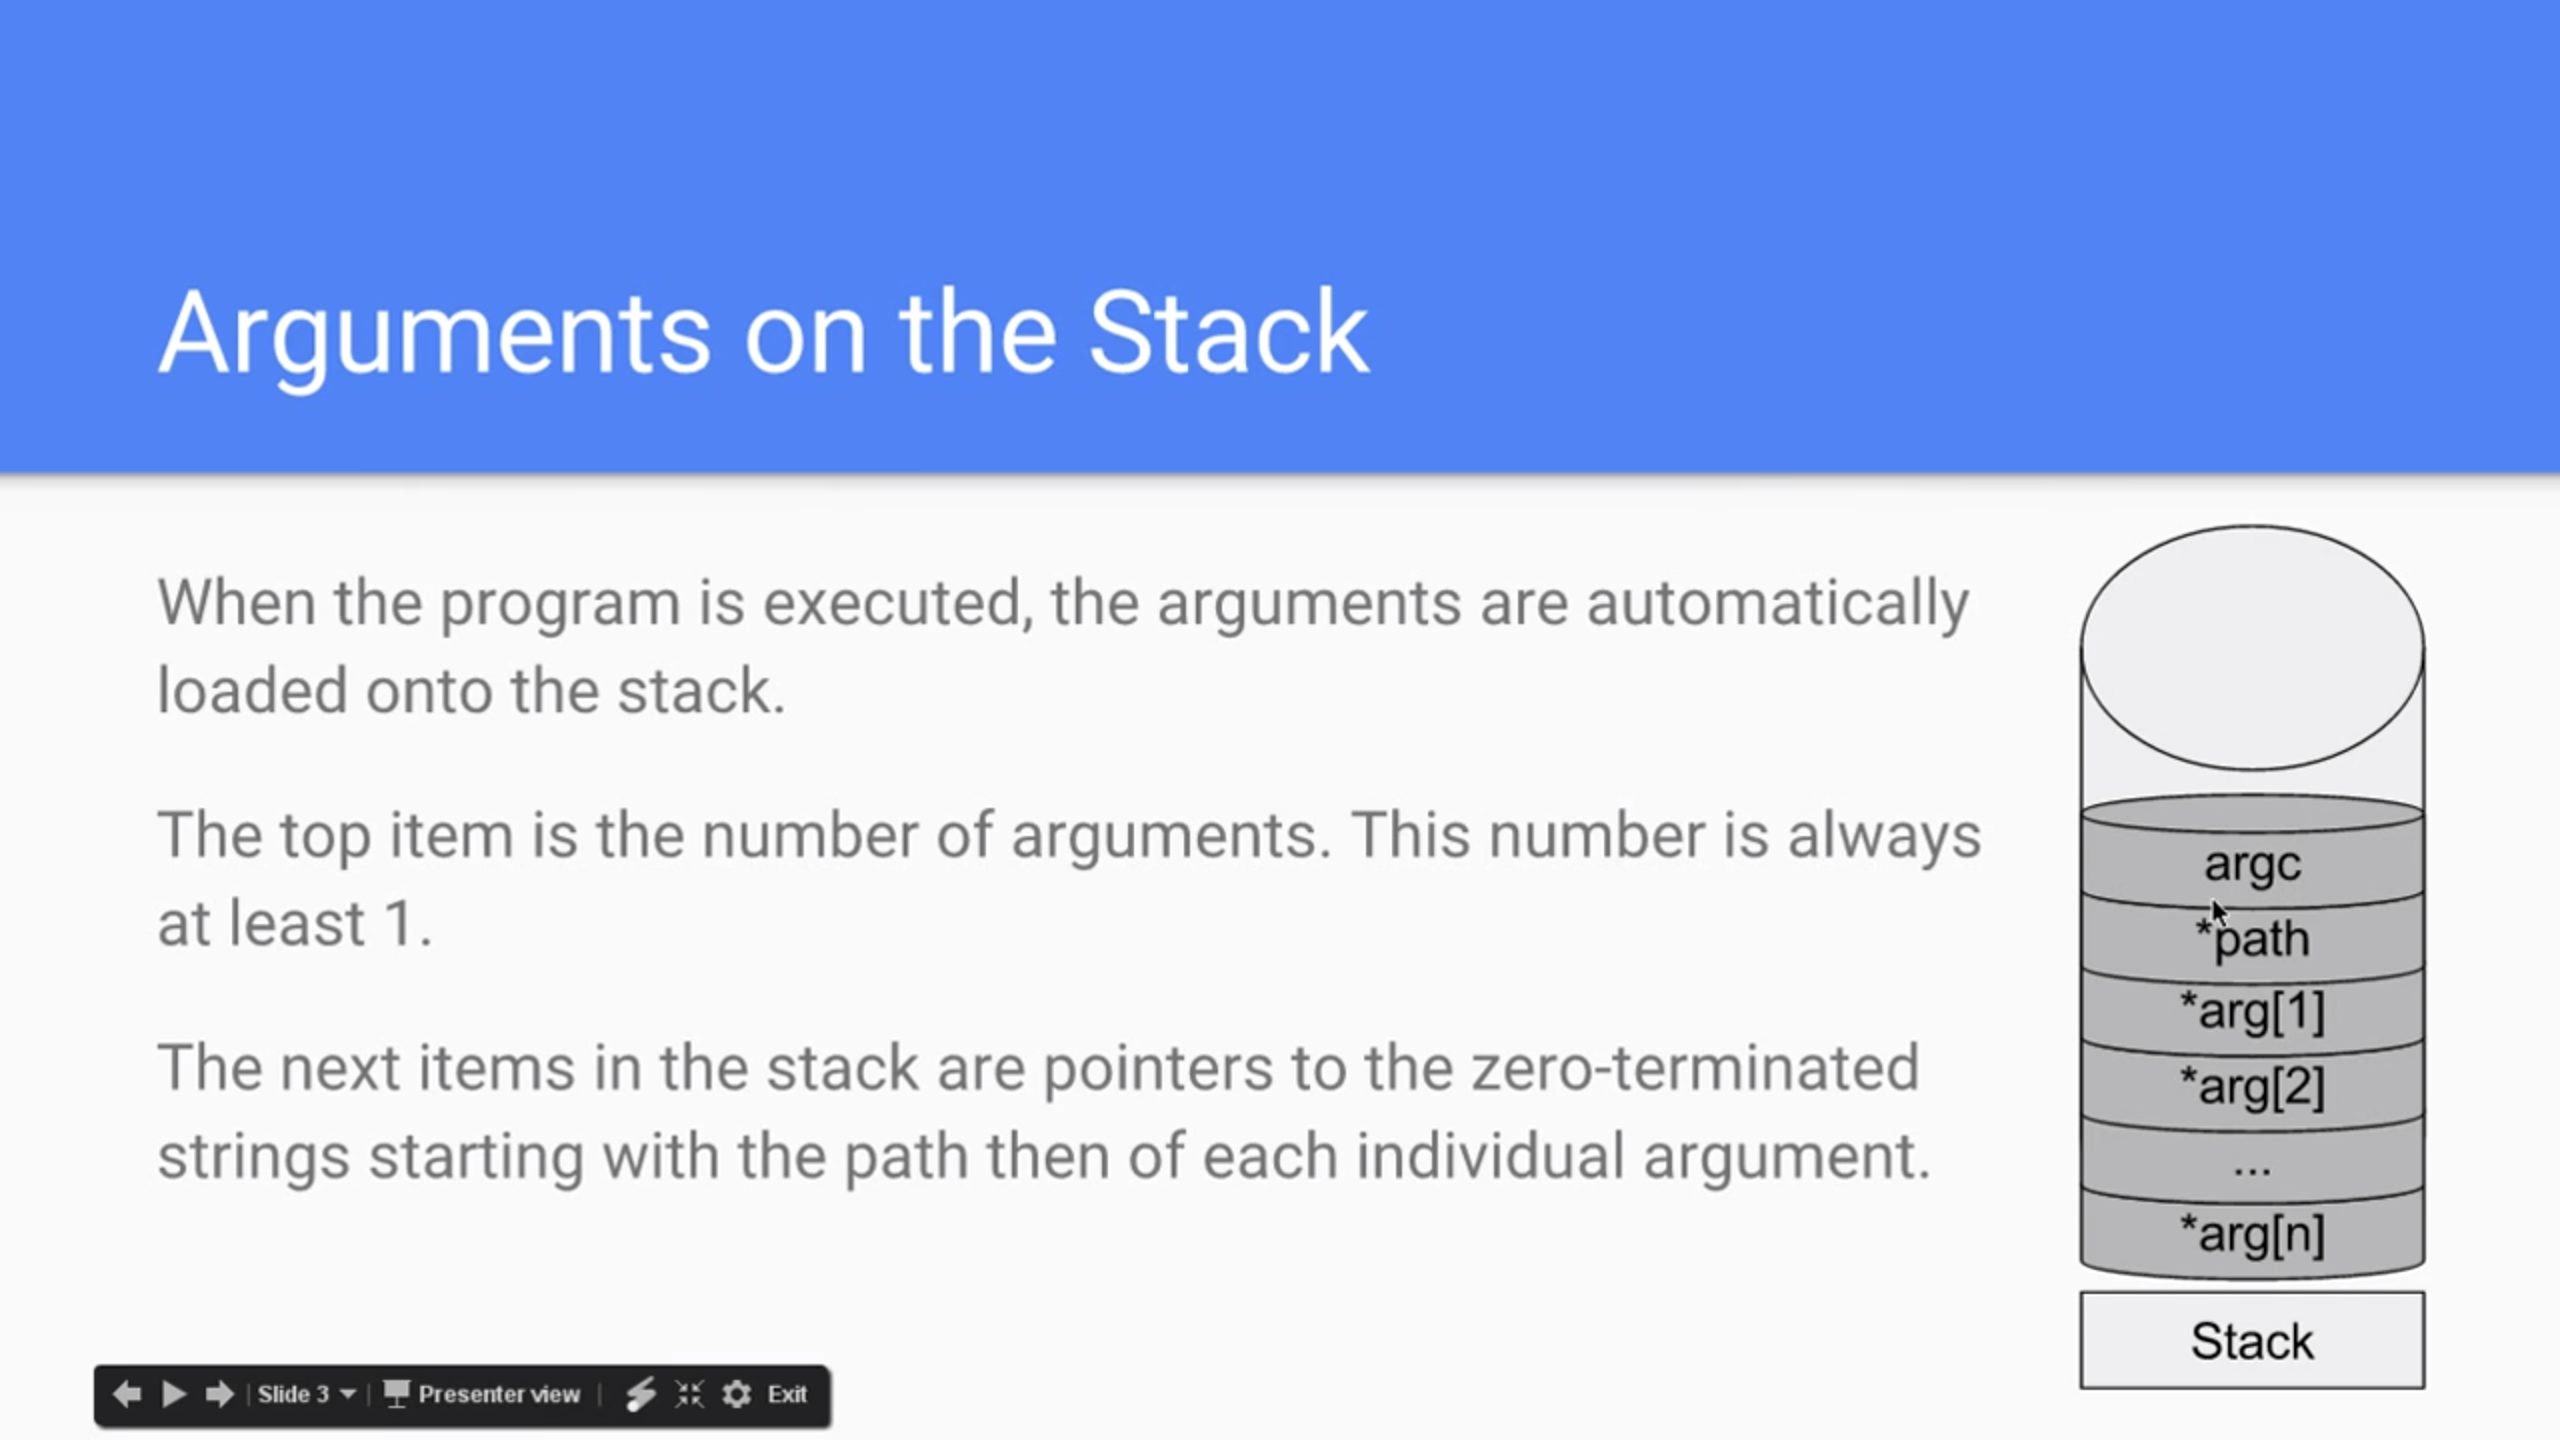 Arguments on the Stack
When the program is executed, the arguments are automatically
loaded onto the stack.
The top item is the number of arguments. This number is always
at least 1.
The next items in the stack are pointers to the zero-terminated
strings starting with the path then of each individual argument.
argc
*path
*arg[1]
*arg[2]
...
*arg[n]
Stack
Slide 3 Presenter view Exit